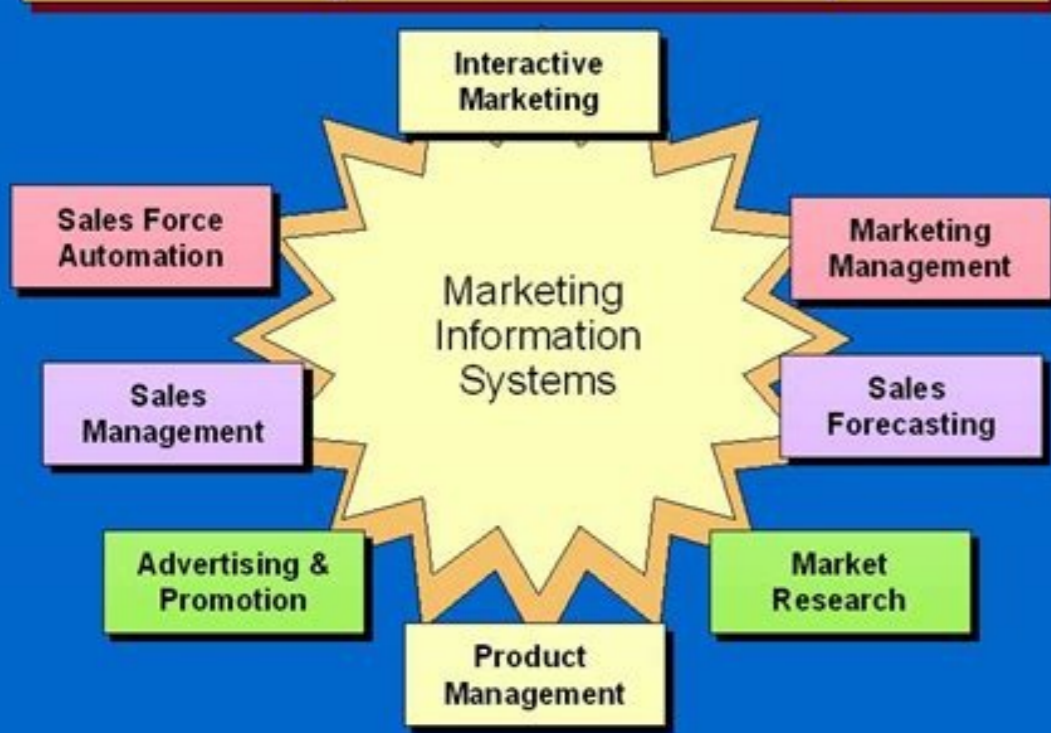 Interactive
Marketing
Sales Force
Automation
Marketing
Management
Marketing
Information
Systems
Sales
Management
Sales
Forecasting
Advertising &
Promotion
Market
Research
Product
Management